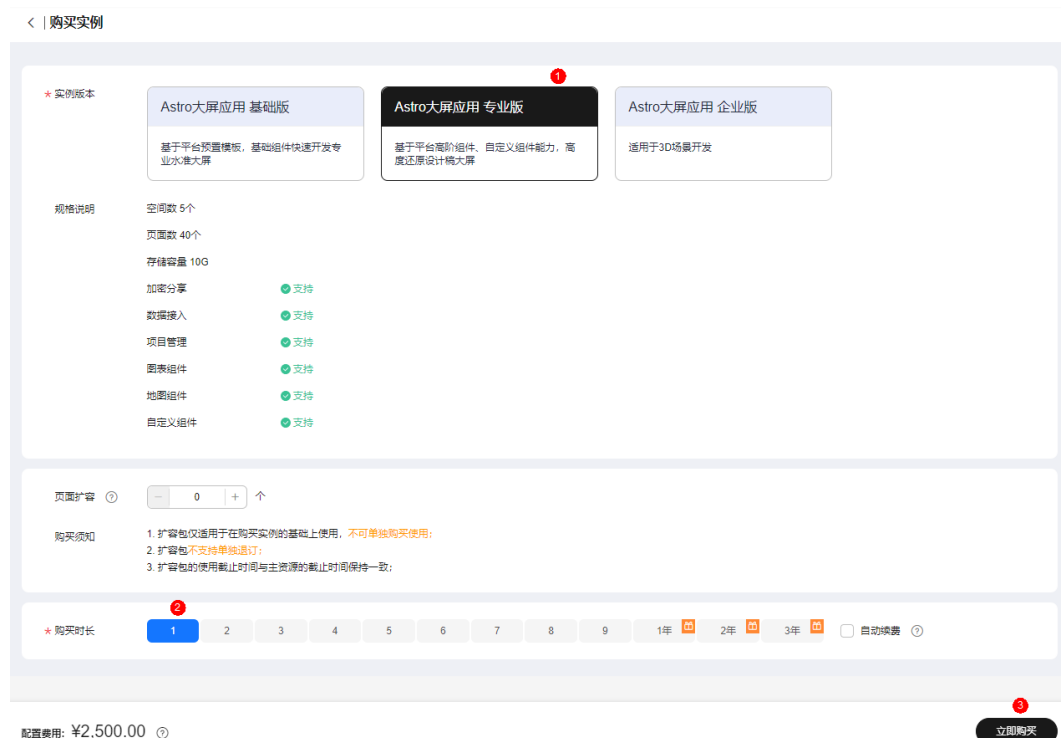 购买实例
1
* 实例版本
Astro大屏应用 基础版
基于平台预置模板，基础组件快速开发专
业水准大屏
Astro大屏应用 专业版
基于平台高阶组件、自定义组件能力，高
度还原设计稿大屏
Astro大屏应用 企业版
适用于3D场景开发
规格说明
空间数 5个
页面数 40个
存储容量 10G
加密分享 支持
数据接入 支持
项目管理 支持
图表组件 支持
地图组件 支持
自定义组件 支持
页面扩容 ? − 0 + 个
购买须知
1. 扩容包仅适用于在购买实例的基础上使用，不可单独购买使用；
2. 扩容包不支持单独退订；
3. 扩容包的使用截止时间与主资源的截止时间保持一致；
2
* 购买时长 1 2 3 4 5 6 7 8 9 1年 2年 3年 自动续费 ?
3
配置费用: ¥2,500.00 ? 立即购买